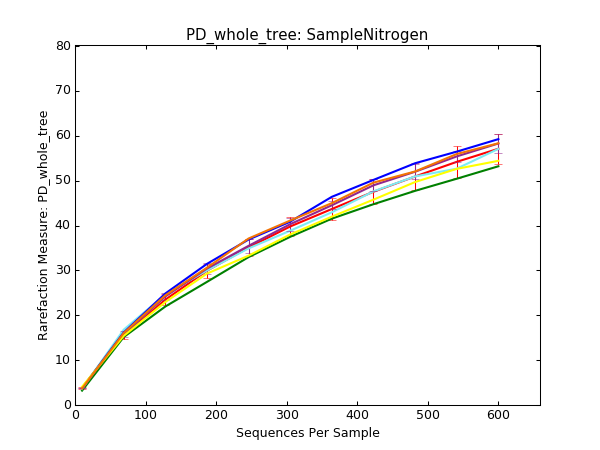 PD_whole_tree: SampleNitrogen
80
70
60
50
40
30
20
10
0
Rarefaction Measure: PD_whole_tree
0 100 200 300 400 500 600
Sequences Per Sample